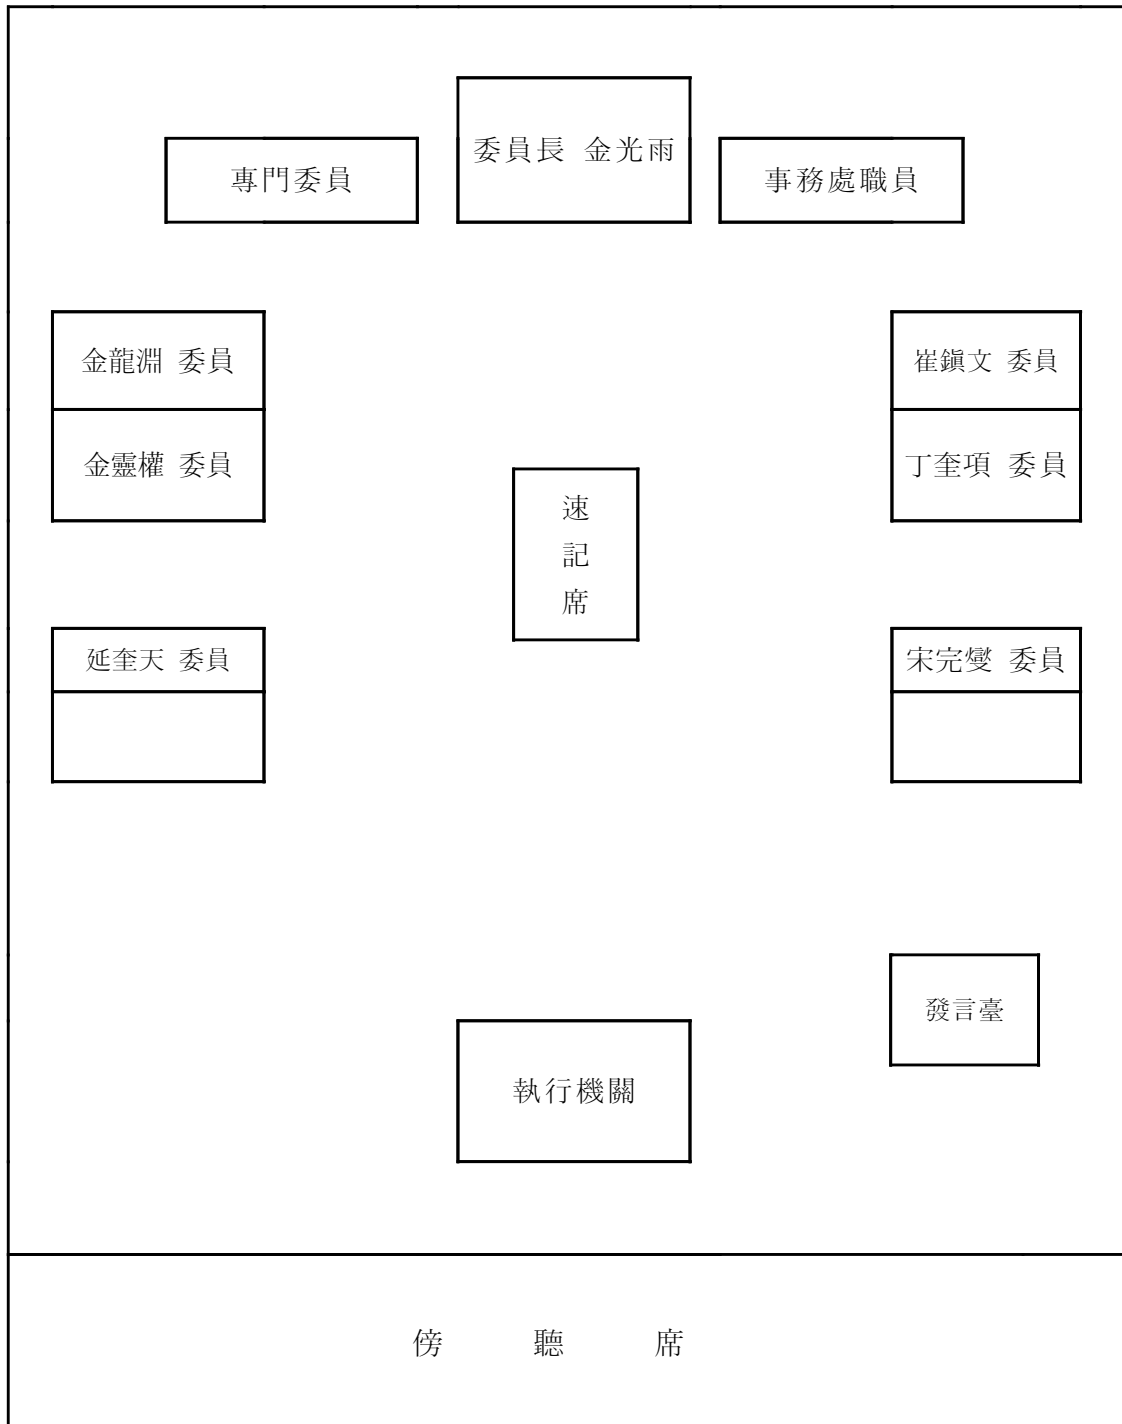 委員長 金光雨
專門委員
事務處職員
金龍淵 委員
崔鎭文 委員
金靈權 委員
丁奎項 委員
速
記
席
延奎天 委員
宋完燮 委員
發言臺
執行機關
傍 聽 席